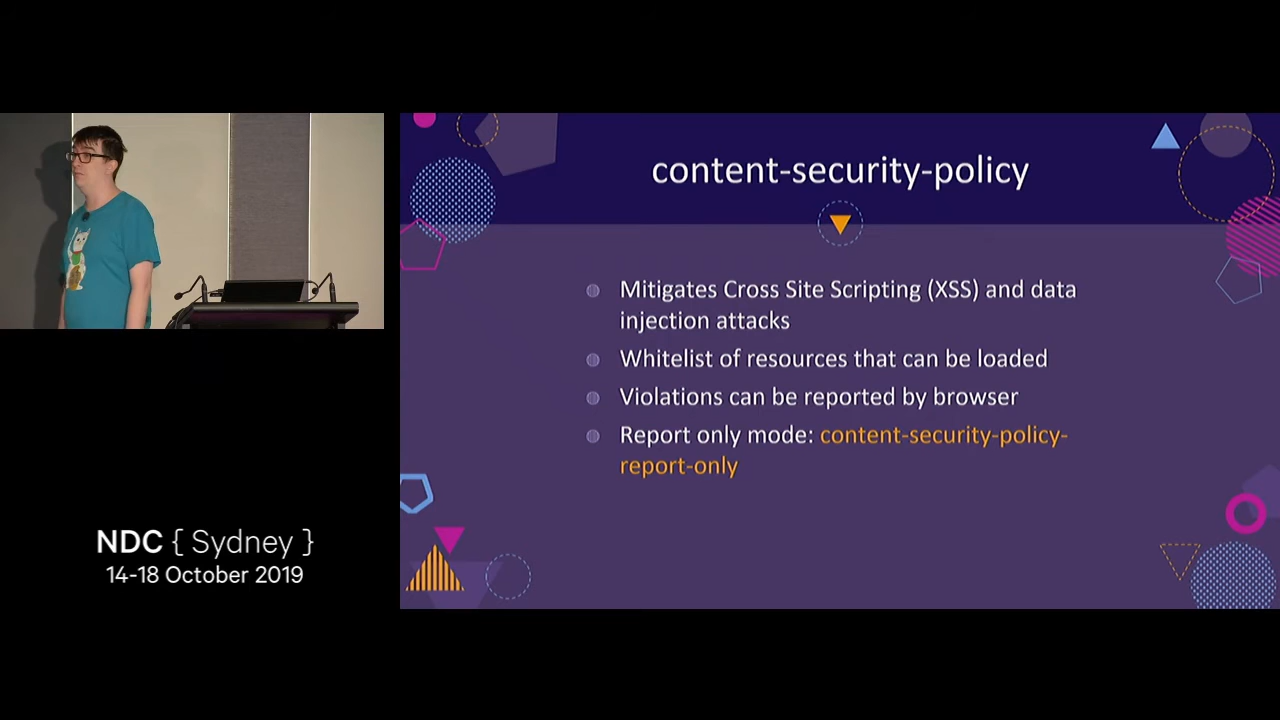 content-security-policy
Mitigates Cross Site Scripting (XSS) and data
injection attacks
Whitelist of resources that can be loaded
Violations can be reported by browser
Report only mode: content-security-policy-
report-only
NDC { Sydney }
14-18 October 2019